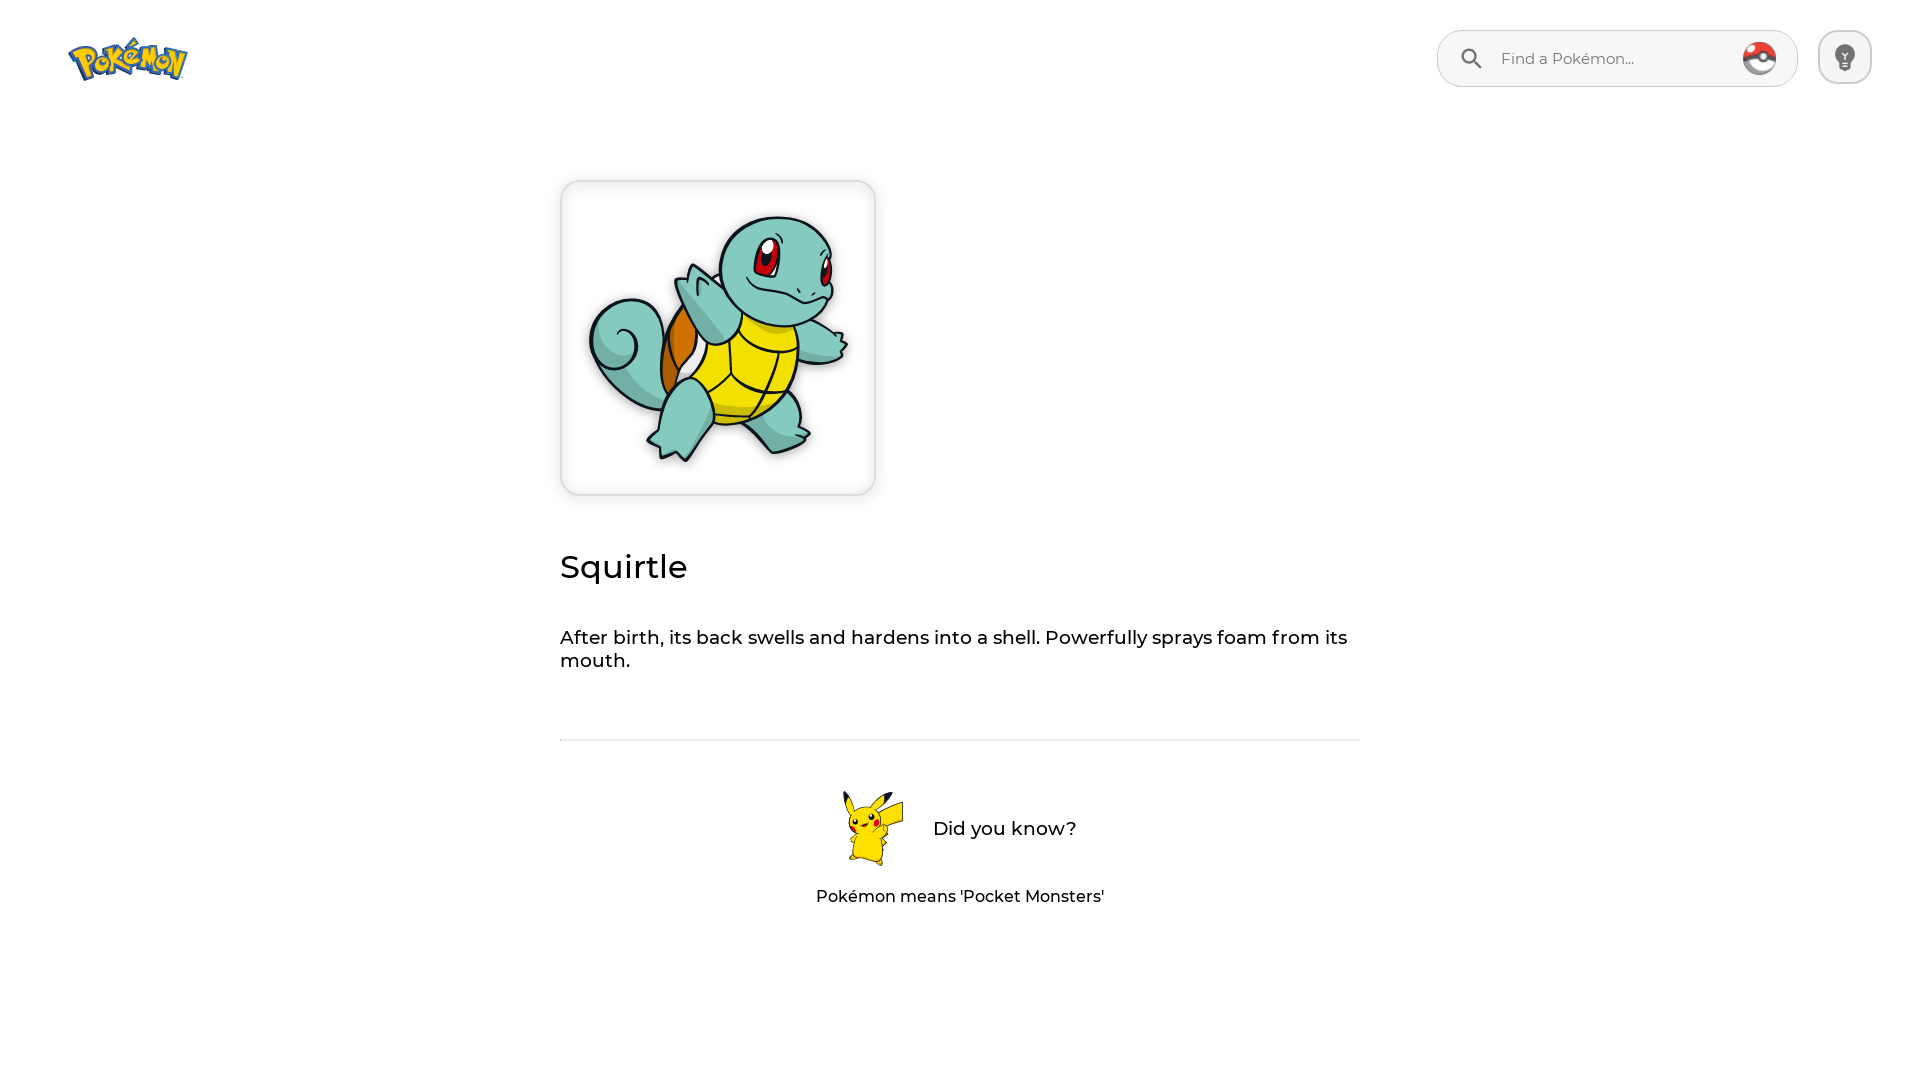 POKéMON
Find a Pokémon...
Squirtle
After birth, its back swells and hardens into a shell. Powerfully sprays foam from its
mouth.
Did you know?
Pokémon means 'Pocket Monsters'